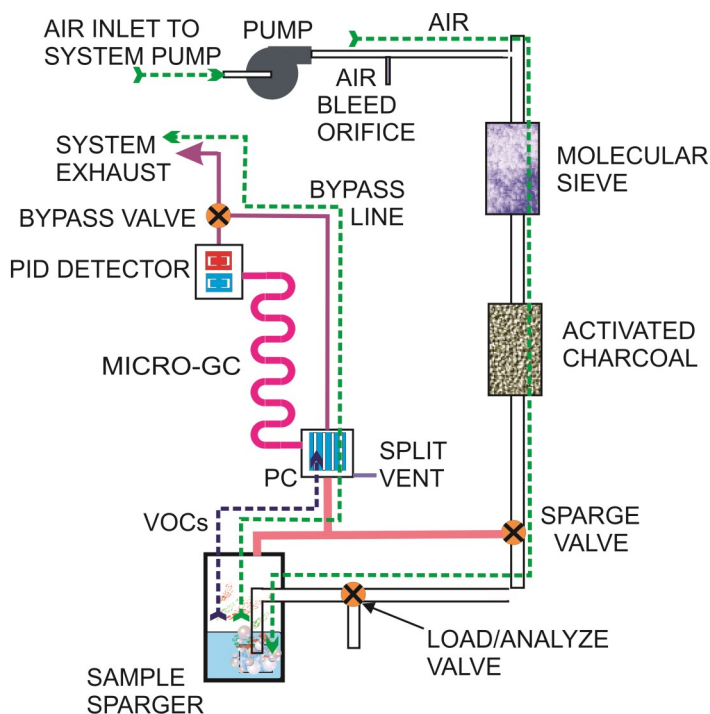 AIR INLET TO
SYSTEM PUMP
PUMP
AIR
AIR
BLEED
ORIFICE
SYSTEM
EXHAUST
MOLECULAR
SIEVE
BYPASS
LINE
BYPASS VALVE
PID DETECTOR
ACTIVATED
CHARCOAL
MICRO-GC
PC
SPLIT
VENT
VOCs
SPARGE
VALVE
LOAD/ANALYZE
VALVE
SAMPLE
SPARGER